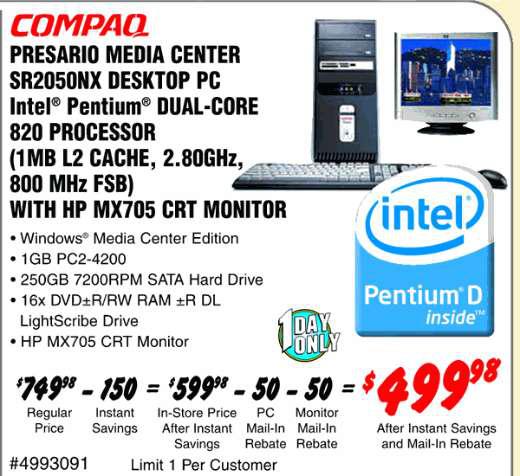 COMPAQ
PRESARIO MEDIA CENTER
SR2050NX DESKTOP PC
Intel® Pentium® DUAL-CORE
820 PROCESSOR
(1MB L2 CACHE, 2.80GHz,
800 MHz FSB)
WITH HP MX705 CRT MONITOR
• Windows® Media Center Edition
• 1GB PC2-4200
• 250GB 7200RPM SATA Hard Drive
• 16x DVD±R/RW RAM ±R DL
LightScribe Drive
• HP MX705 CRT Monitor
intel®
Pentium® D
inside™
1 DAY
ONLY
$749.98 - 150 = $599.98 - 50 - 50 = $499.98
Regular Price
Instant Savings
In-Store Price After Instant Savings
PC Mail-In Rebate
Monitor Mail-In Rebate
After Instant Savings and Mail-In Rebate
#4993091 Limit 1 Per Customer